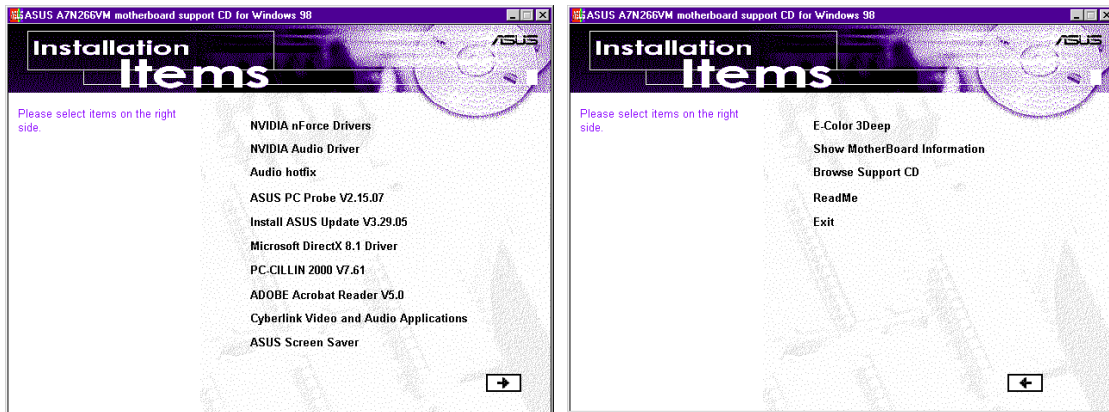 ASUS A7N266VM motherboard support CD for Windows 98
Installation
Items
ASUS
Please select items on the right
side.
NVIDIA nForce Drivers
NVIDIA Audio Driver
Audio hotfix
ASUS PC Probe V2.15.07
Install ASUS Update V3.29.05
Microsoft DirectX 8.1 Driver
PC-CILLIN 2000 V7.61
ADOBE Acrobat Reader V5.0
Cyberlink Video and Audio Applications
ASUS Screen Saver
ASUS A7N266VM motherboard support CD for Windows 98
Installation
Items
ASUS
Please select items on the right
side.
E-Color 3Deep
Show MotherBoard Information
Browse Support CD
ReadMe
Exit